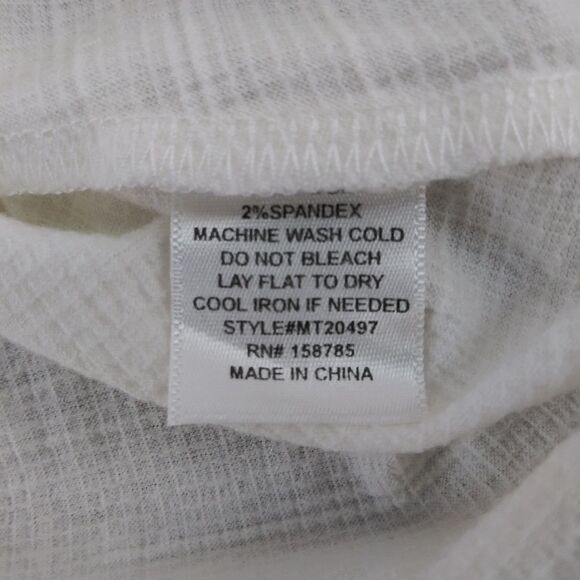 2%SPANDEX
MACHINE WASH COLD
DO NOT BLEACH
LAY FLAT TO DRY
COOL IRON IF NEEDED
STYLE#MT20497
RN# 158785
MADE IN CHINA